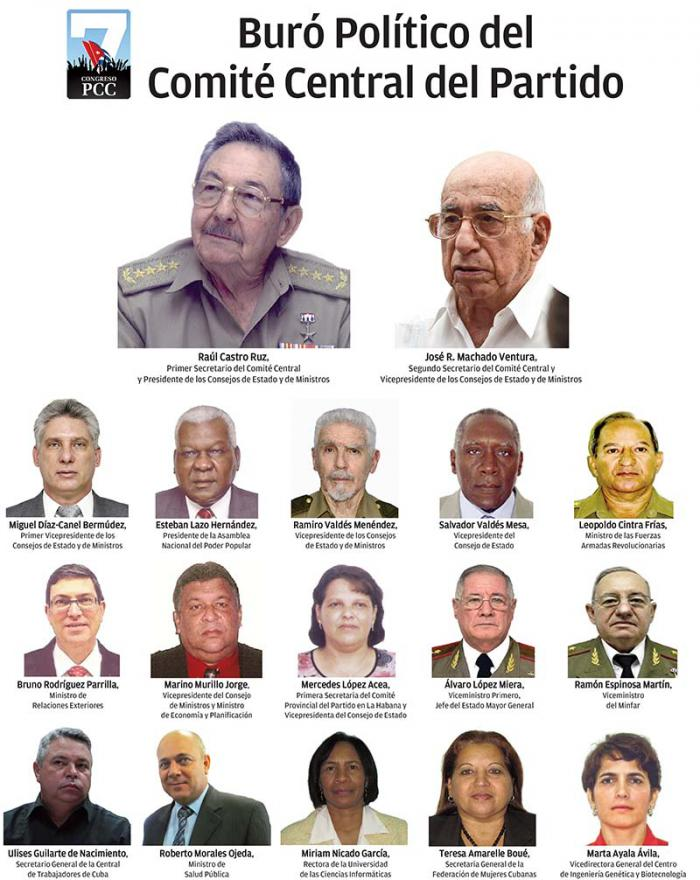 7
CONGRESO
PCC
Buró Político del
Comité Central del Partido
Raúl Castro Ruz,
Primer Secretario del Comité Central
y Presidente de los Consejos de Estado y de Ministros
José R. Machado Ventura,
Segundo Secretario del Comité Central y
Vicepresidente de los Consejos de Estado y de Ministros
Miguel Díaz-Canel Bermúdez,
Primer Vicepresidente de los
Consejos de Estado y de Ministros
Esteban Lazo Hernández,
Presidente de la Asamblea
Nacional del Poder Popular
Ramiro Valdés Menéndez,
Vicepresidente de los Consejos
de Estado y de Ministros
Salvador Valdés Mesa,
Vicepresidente del
Consejo de Estado
Leopoldo Cintra Frías,
Ministro de las Fuerzas
Armadas Revolucionarias
Bruno Rodríguez Parrilla,
Ministro de
Relaciones Exteriores
Marino Murillo Jorge,
Vicepresidente del Consejo
de Ministros y Ministro
de Economía y Planificación
Mercedes López Acea,
Primera Secretaria del Comité
Provincial del Partido en La Habana y
Vicepresidenta del Consejo de Estado
Álvaro López Miera,
Viceministro Primero,
Jefe del Estado Mayor General
Ramón Espinosa Martín,
Viceministro
del Minfar
Ulises Guilarte de Nacimiento,
Secretario General de la Central
de Trabajadores de Cuba
Roberto Morales Ojeda,
Ministro de
Salud Pública
Miriam Nicado García,
Rectora de la Universidad
de las Ciencias Informáticas
Teresa Amarelle Boué,
Secretaria General de la
Federación de Mujeres Cubanas
Marta Ayala Ávila,
Vicedirectora General del Centro
de Ingeniería Genética y Biotecnología